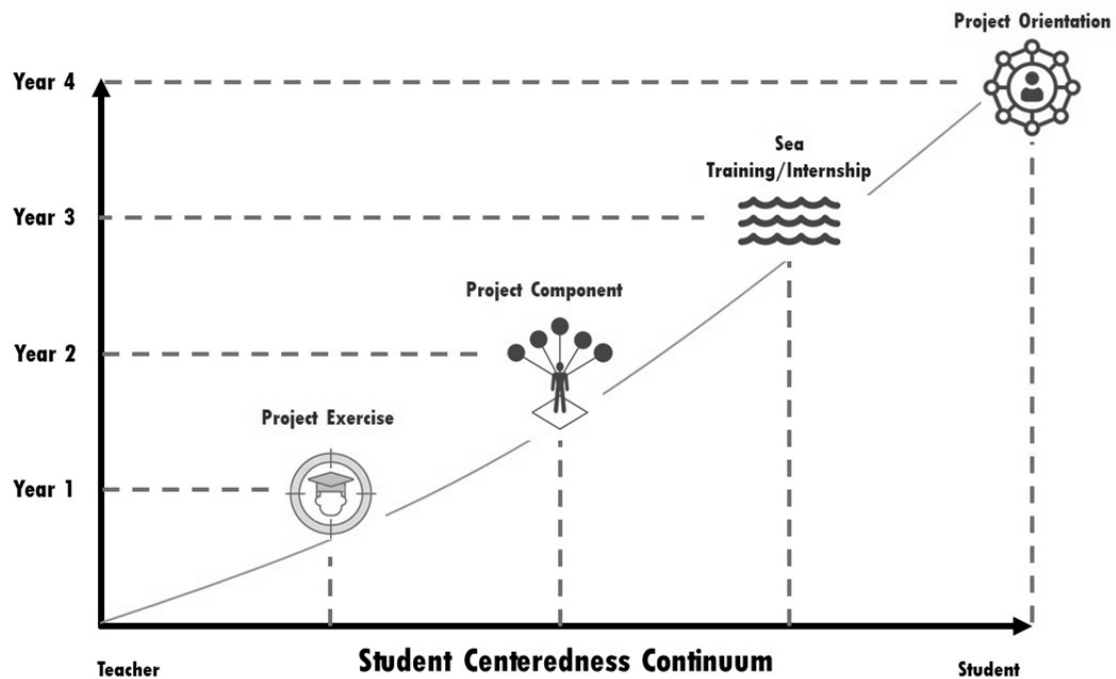 Project Orientation
Year 4
Sea
Training/Internship
Year 3
Project Component
Year 2
Project Exercise
Year 1
Teacher
Student Centeredness Continuum
Student